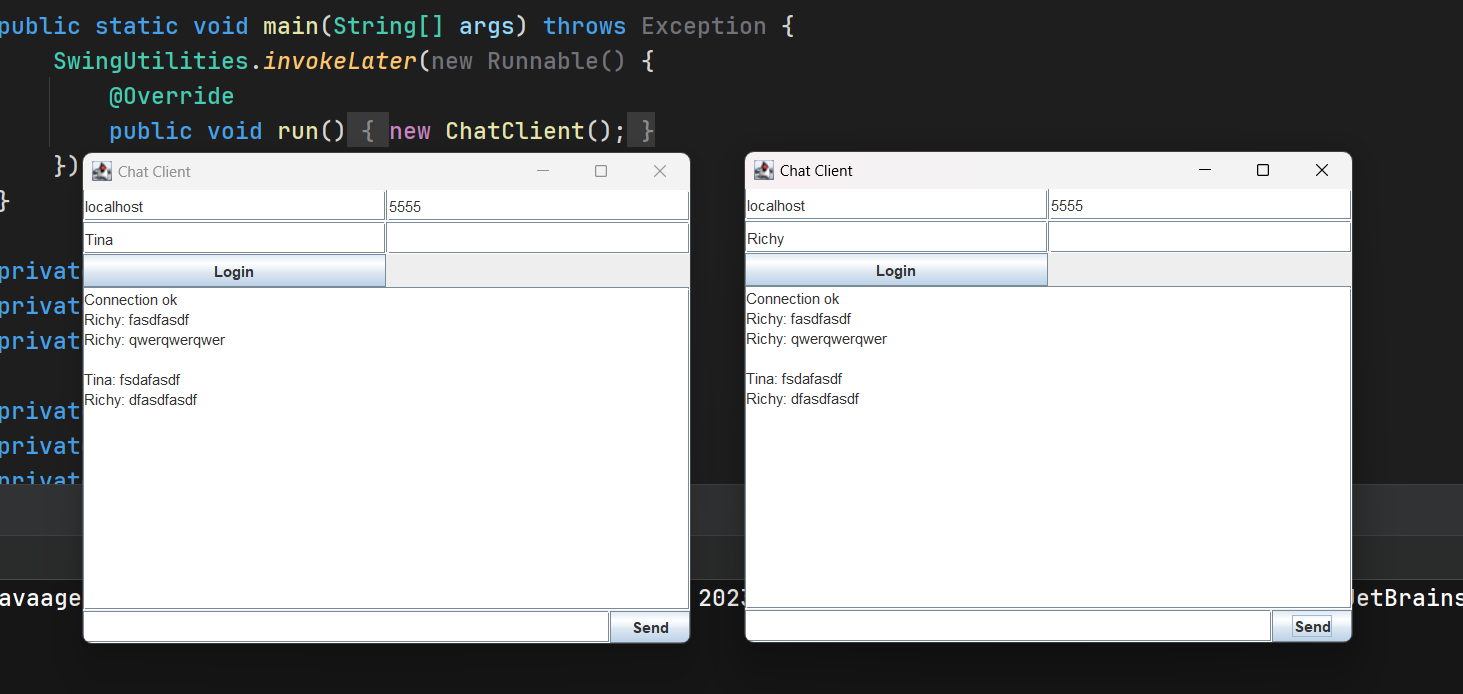 public static void main(String[] args) throws Exception {
SwingUtilities.invokeLater(new Runnable() {
@Override
public void run() { new ChatClient(); }
})
}
privat
privat
privat
privat
privat
privat
Chat Client
localhost
5555
Tina
Login
Connection ok
Richy: fasdfasdf
Richy: qwerqwerqwer
Tina: fsdafasdf
Richy: dfasdfasdf
Send
Chat Client
localhost
5555
Richy
Login
Connection ok
Richy: fasdfasdf
Richy: qwerqwerqwer
Tina: fsdafasdf
Richy: dfasdfasdf
Send
avaage 2023 JetBrains